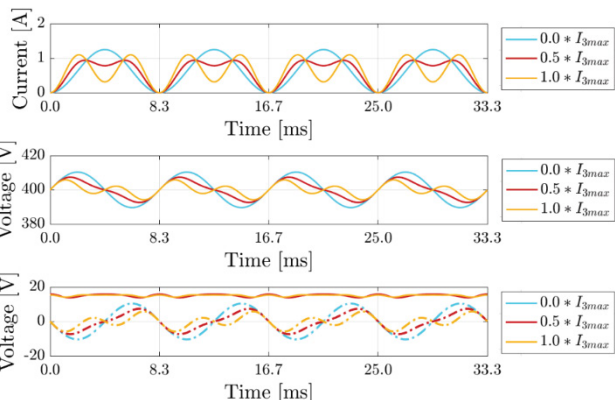 Current [A]
2
1
0
0.0 8.3 16.7 25.0 33.3
Time [ms]
0.0 * I3max
0.5 * I3max
1.0 * I3max
Voltage [V]
420
400
380
0.0 8.3 16.7 25.0 33.3
Time [ms]
0.0 * I3max
0.5 * I3max
1.0 * I3max
Voltage [V]
20
0
-20
0.0 8.3 16.7 25.0 33.3
Time [ms]
0.0 * I3max
0.5 * I3max
1.0 * I3max